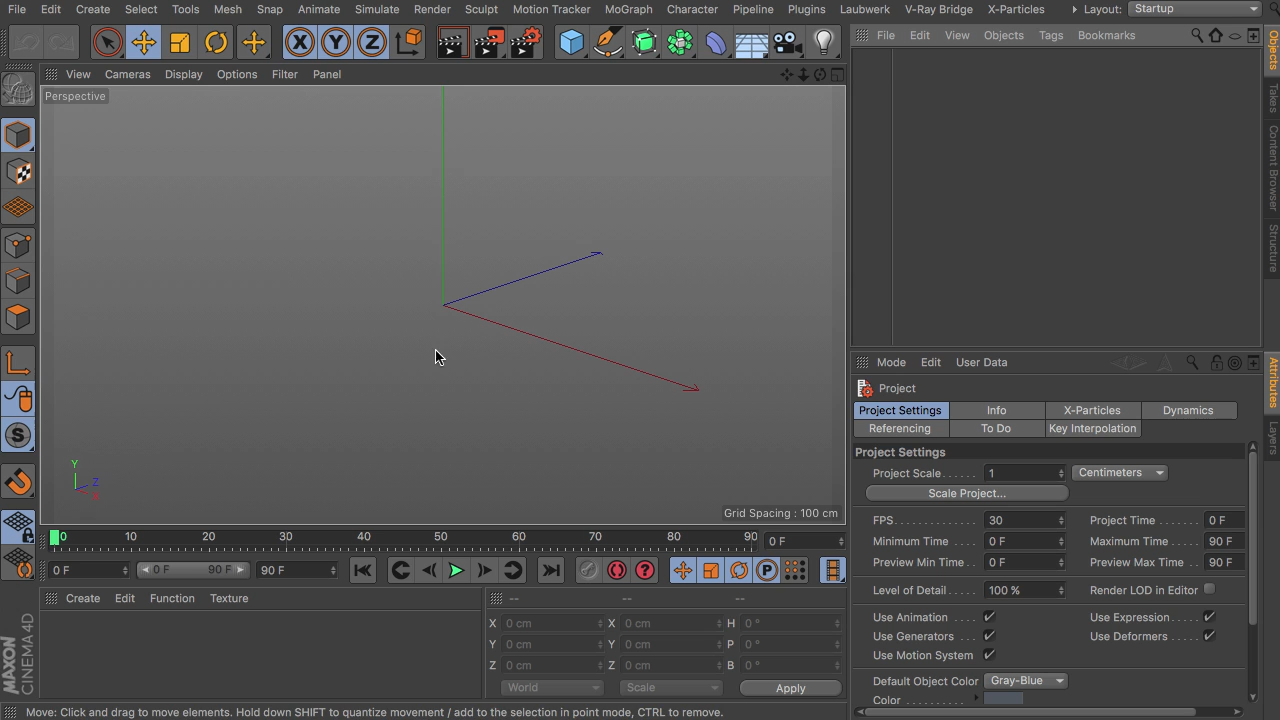 File Edit Create Select Tools Mesh Snap Animate Simulate Render Sculpt Motion Tracker MoGraph Character Pipeline Plugins Laubwerk V-Ray Bridge X-Particles Layout: Startup
X Y Z
File Edit View Objects Tags Bookmarks
View Cameras Display Options Filter Panel
Perspective
Y
Z
X
Grid Spacing : 100 cm
Objects
Takes
Content Browser
Structure
Mode Edit User Data
Attributes
Layers
Project
Project Settings Info X-Particles Dynamics
Referencing To Do Key Interpolation
Project Settings
Project Scale...... 1 Centimeters
Scale Project...
FPS............. 30 Project Time ....... 0 F
Minimum Time .... 0 F Maximum Time .. 90 F
Preview Min Time . . 0 F Preview Max Time . . 90 F
Level of Detail..... 100 % Render LOD in Editor
Use Animation .... Use Expression.....
Use Generators ... Use Deformers.....
Use Motion System
Default Object Color Gray-Blue
Color
0 10 20 30 40 50 60 70 80 90 0 F
0 F 0 F 90 F 90 F
P
S
Create Edit Function Texture
-- -- --
X 0 cm X 0 cm H 0 °
Y 0 cm Y 0 cm P 0 °
Z 0 cm Z 0 cm B 0 °
World Scale Apply
MAXON
CINEMA 4D
Move: Click and drag to move elements. Hold down SHIFT to quantize movement / add to the selection in point mode, CTRL to remove.